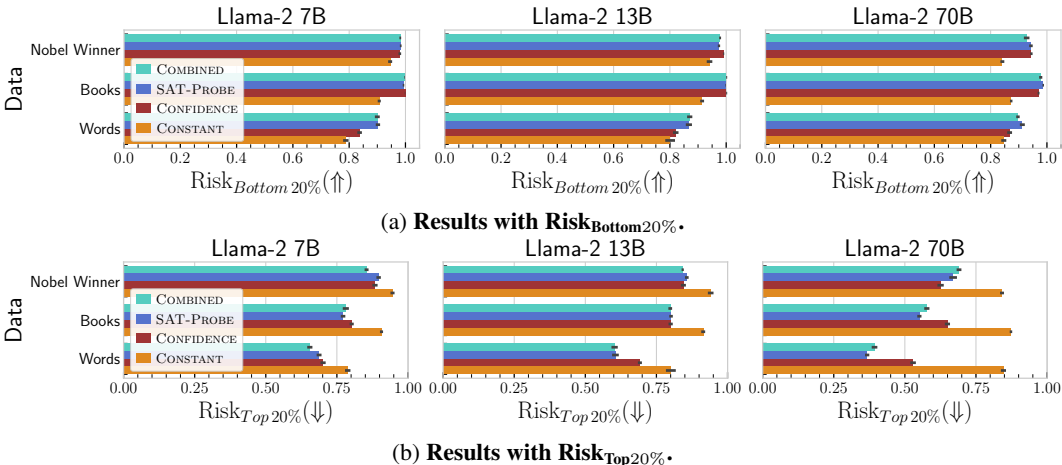 Llama-2 7B Llama-2 13B Llama-2 70B
Data
Nobel Winner
Books
Words
COMBINED
SAT-PROBE
CONFIDENCE
CONSTANT
0.0 0.2 0.4 0.6 0.8 1.0 0.0 0.2 0.4 0.6 0.8 1.0 0.0 0.2 0.4 0.6 0.8 1.0
Risk_Bottom 20%(⇑) Risk_Bottom 20%(⇑) Risk_Bottom 20%(⇑)
(a) Results with Risk_Bottom20%.
Llama-2 7B Llama-2 13B Llama-2 70B
Data
Nobel Winner
Books
Words
COMBINED
SAT-PROBE
CONFIDENCE
CONSTANT
0.00 0.25 0.50 0.75 1.00 0.00 0.25 0.50 0.75 1.00 0.00 0.25 0.50 0.75 1.00
Risk_Top 20%(⇓) Risk_Top 20%(⇓) Risk_Top 20%(⇓)
(b) Results with Risk_Top20%.